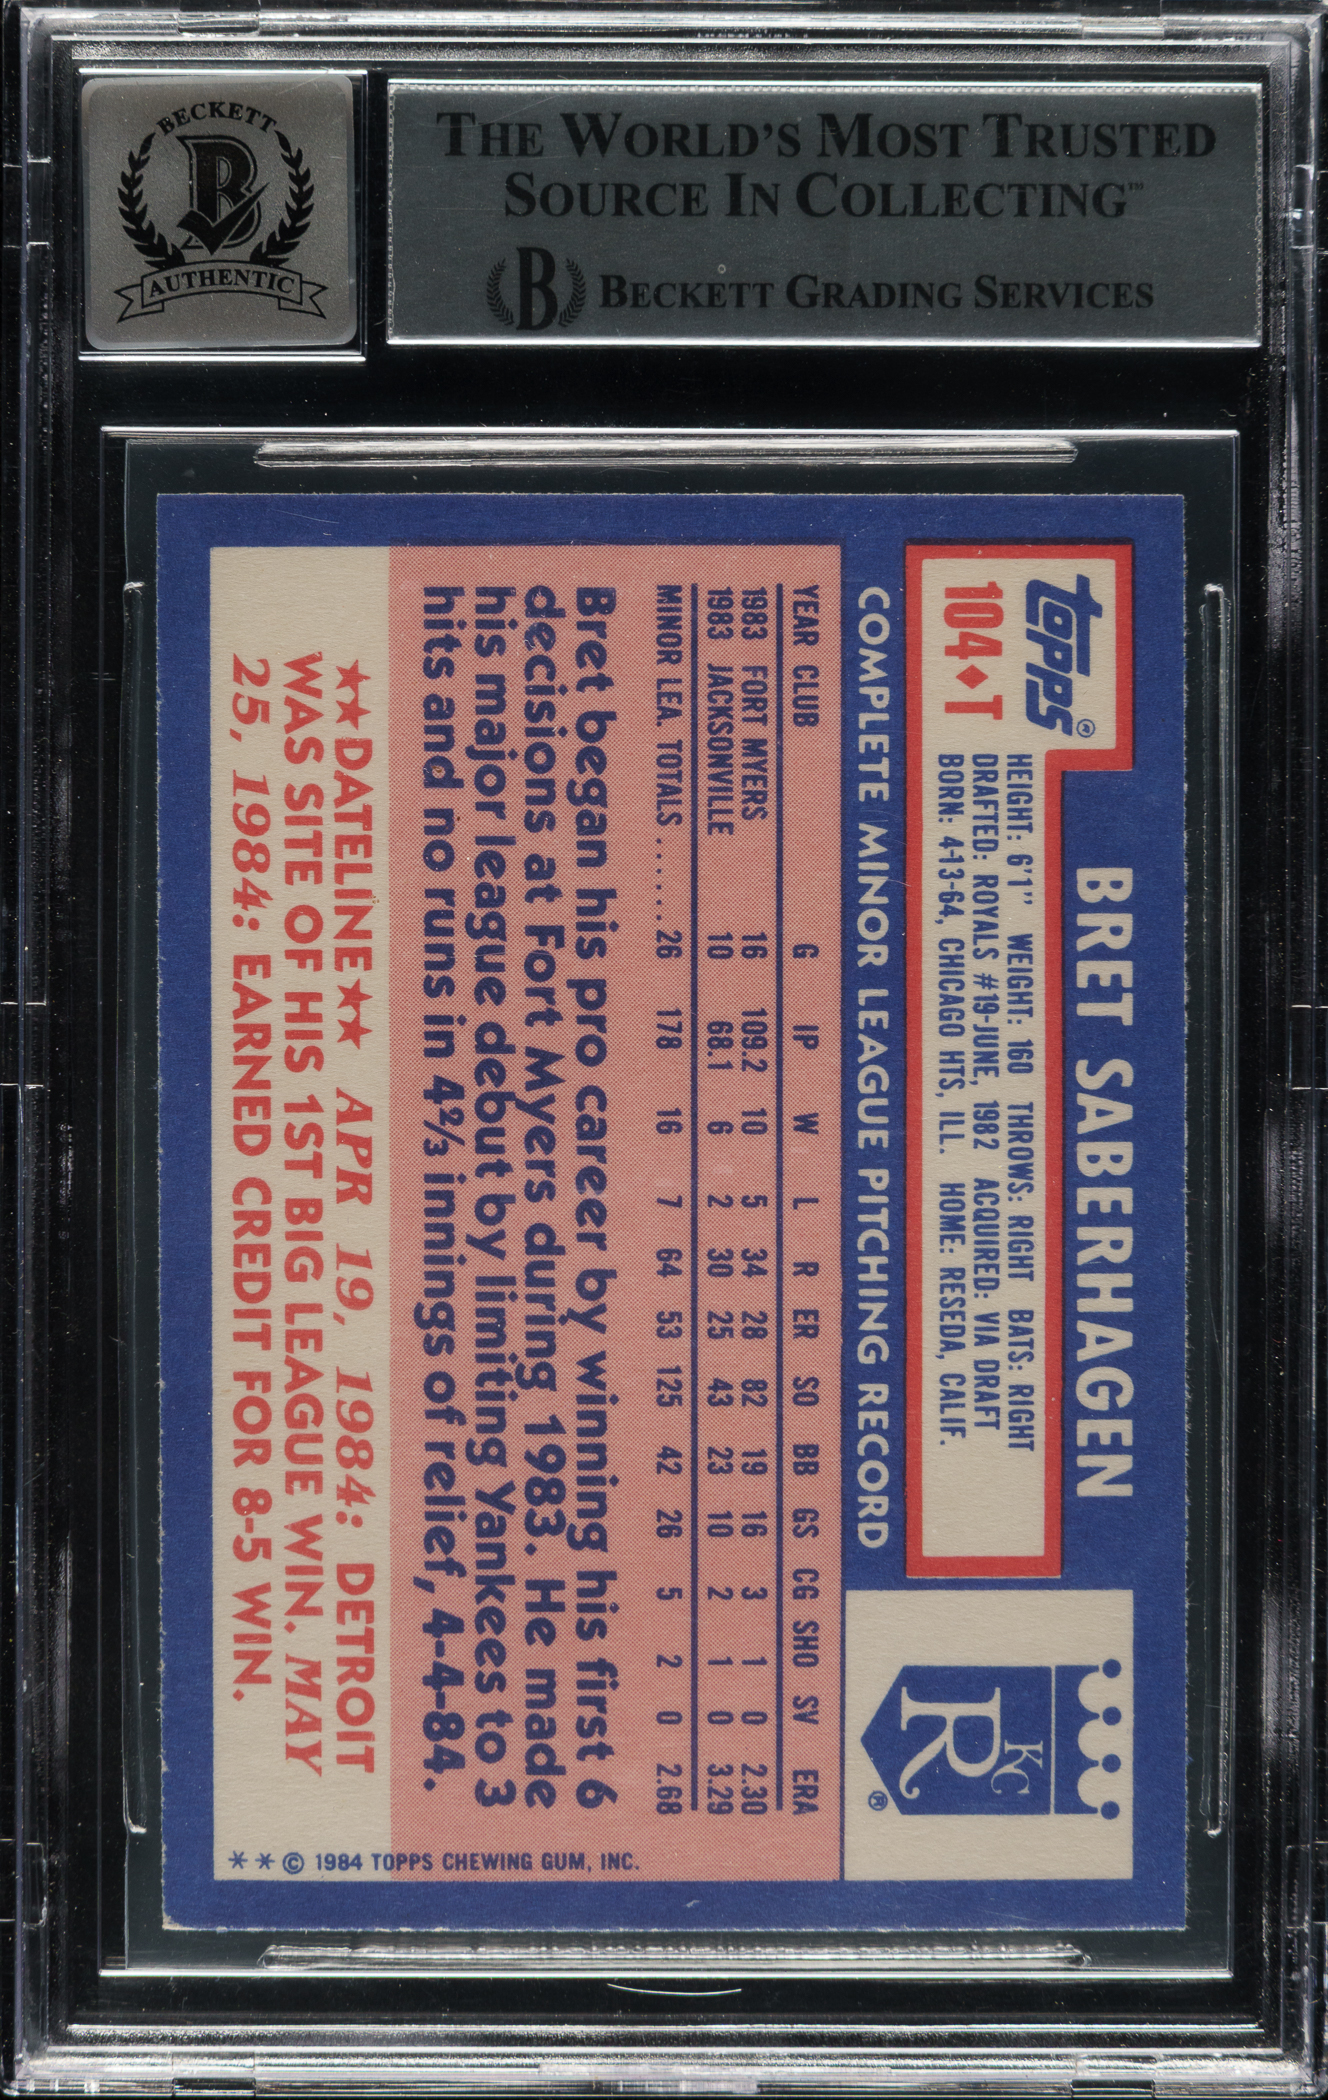 BECKETT
B
AUTHENTIC
THE WORLD'S MOST TRUSTED
SOURCE IN COLLECTING™
B BECKETT GRADING SERVICES
Topps®
104♦T
BRET SABERHAGEN
HEIGHT: 6'1" WEIGHT: 160 THROWS: RIGHT BATS: RIGHT
DRAFTED: ROYALS #19-JUNE, 1982 ACQUIRED: VIA DRAFT
BORN: 4-13-64, CHICAGO HTS, ILL. HOME: RESEDA, CALIF.
KC
R
®
COMPLETE MINOR LEAGUE PITCHING RECORD
YEAR CLUB G IP W L R ER SO BB GS CG SHO SV ERA
1983 FORT MYERS 16 109.2 10 5 34 28 82 19 16 3 1 0 2.30
1983 JACKSONVILLE 10 68.1 6 2 30 25 43 23 10 2 1 0 3.29
MINOR LEA. TOTALS ...... 26 178 16 7 64 53 125 42 26 5 2 0 2.68
Bret began his pro career by winning his first 6
decisions at Fort Myers during 1983. He made
his major league debut by limiting Yankees to 3
hits and no runs in 4⅔ innings of relief, 4-4-84.
★★DATELINE★★ APR 19, 1984: DETROIT
WAS SITE OF HIS 1ST BIG LEAGUE WIN. MAY
25, 1984: EARNED CREDIT FOR 8-5 WIN.
**© 1984 TOPPS CHEWING GUM, INC.